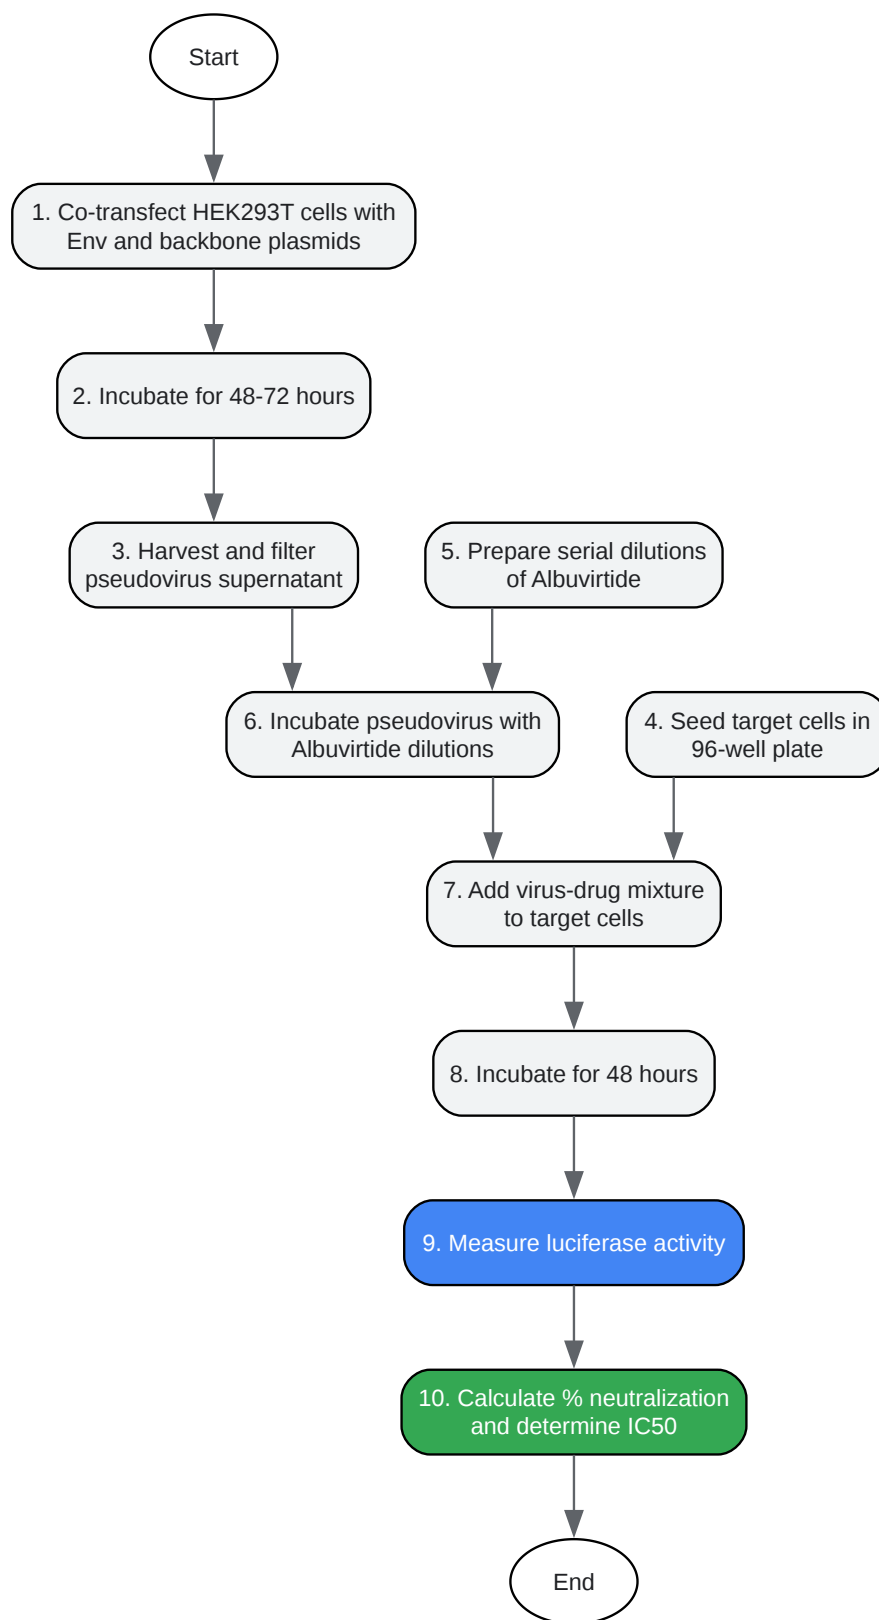 Start
1. Co-transfect HEK293T cells with
Env and backbone plasmids
2. Incubate for 48-72 hours
3. Harvest and filter
pseudovirus supernatant
5. Prepare serial dilutions
of Albuvirtide
6. Incubate pseudovirus with
Albuvirtide dilutions
4. Seed target cells in
96-well plate
7. Add virus-drug mixture
to target cells
8. Incubate for 48 hours
9. Measure luciferase activity
10. Calculate % neutralization
and determine IC50
End